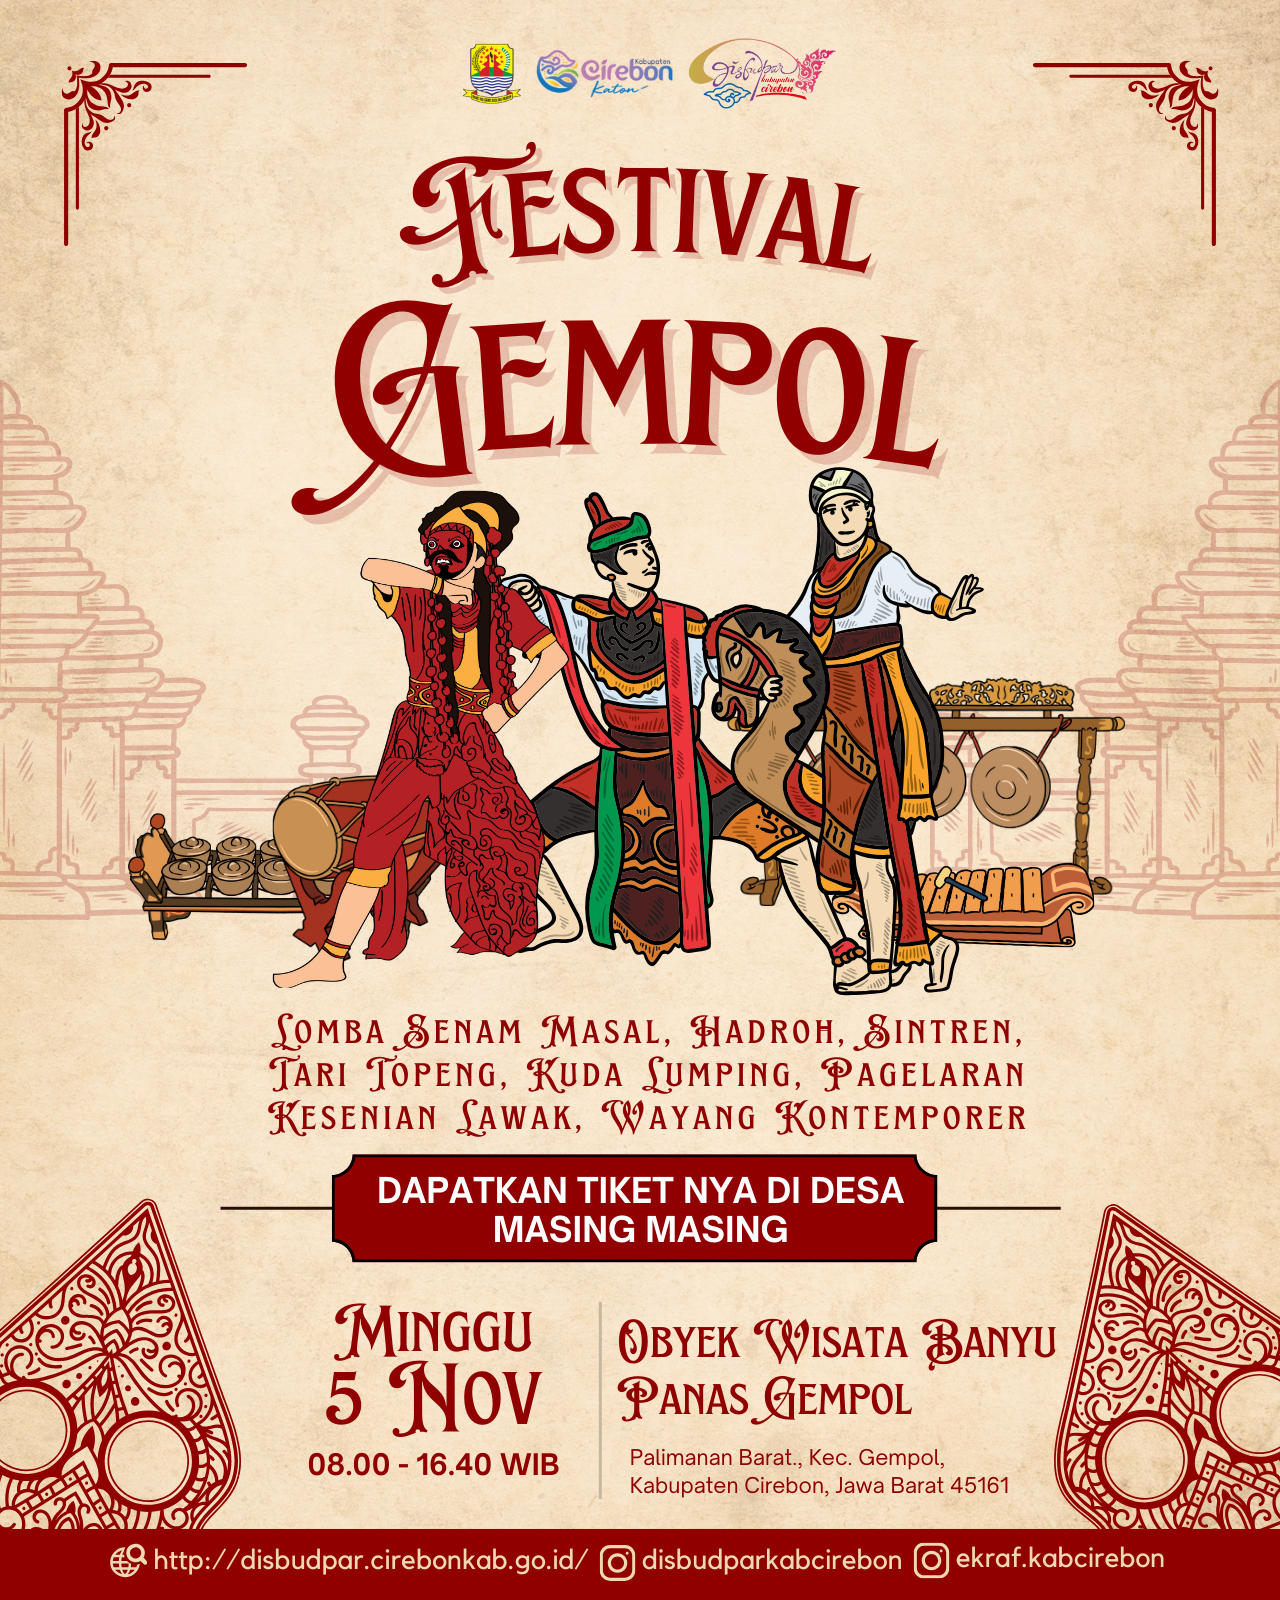 Kabupaten
Cirebon
Katon
disbudpar
kabupaten
cirebon
FESTIVAL
GEMPOL
LOMBA SENAM MASAL, HADROH, SINTREN,
TARI TOPENG, KUDA LUMPING, PAGELARAN
KESENIAN LAWAK, WAYANG KONTEMPORER
DAPATKAN TIKET NYA DI DESA
MASING MASING
MINGGU
5 NOV
08.00 - 16.40 WIB
OBYEK WISATA BANYU
PANAS GEMPOL
Palimanan Barat., Kec. Gempol,
Kabupaten Cirebon, Jawa Barat 45161
http://disbudpar.cirebonkab.go.id/ disbudparkabcirebon ekraf.kabcirebon